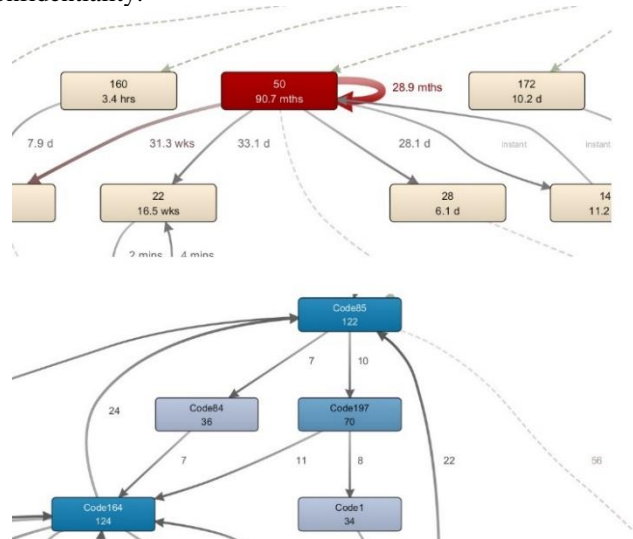 160
3.4 hrs
50
90.7 mths
28.9 mths
172
10.2 d
7.9 d
31.3 wks
33.1 d
28.1 d
instant
instant
22
16.5 wks
28
6.1 d
14
11.2
2 mins
4 mins
Code85
122
7
10
24
Code84
36
Code197
70
7
11
8
22
56
Code164
124
Code1
34